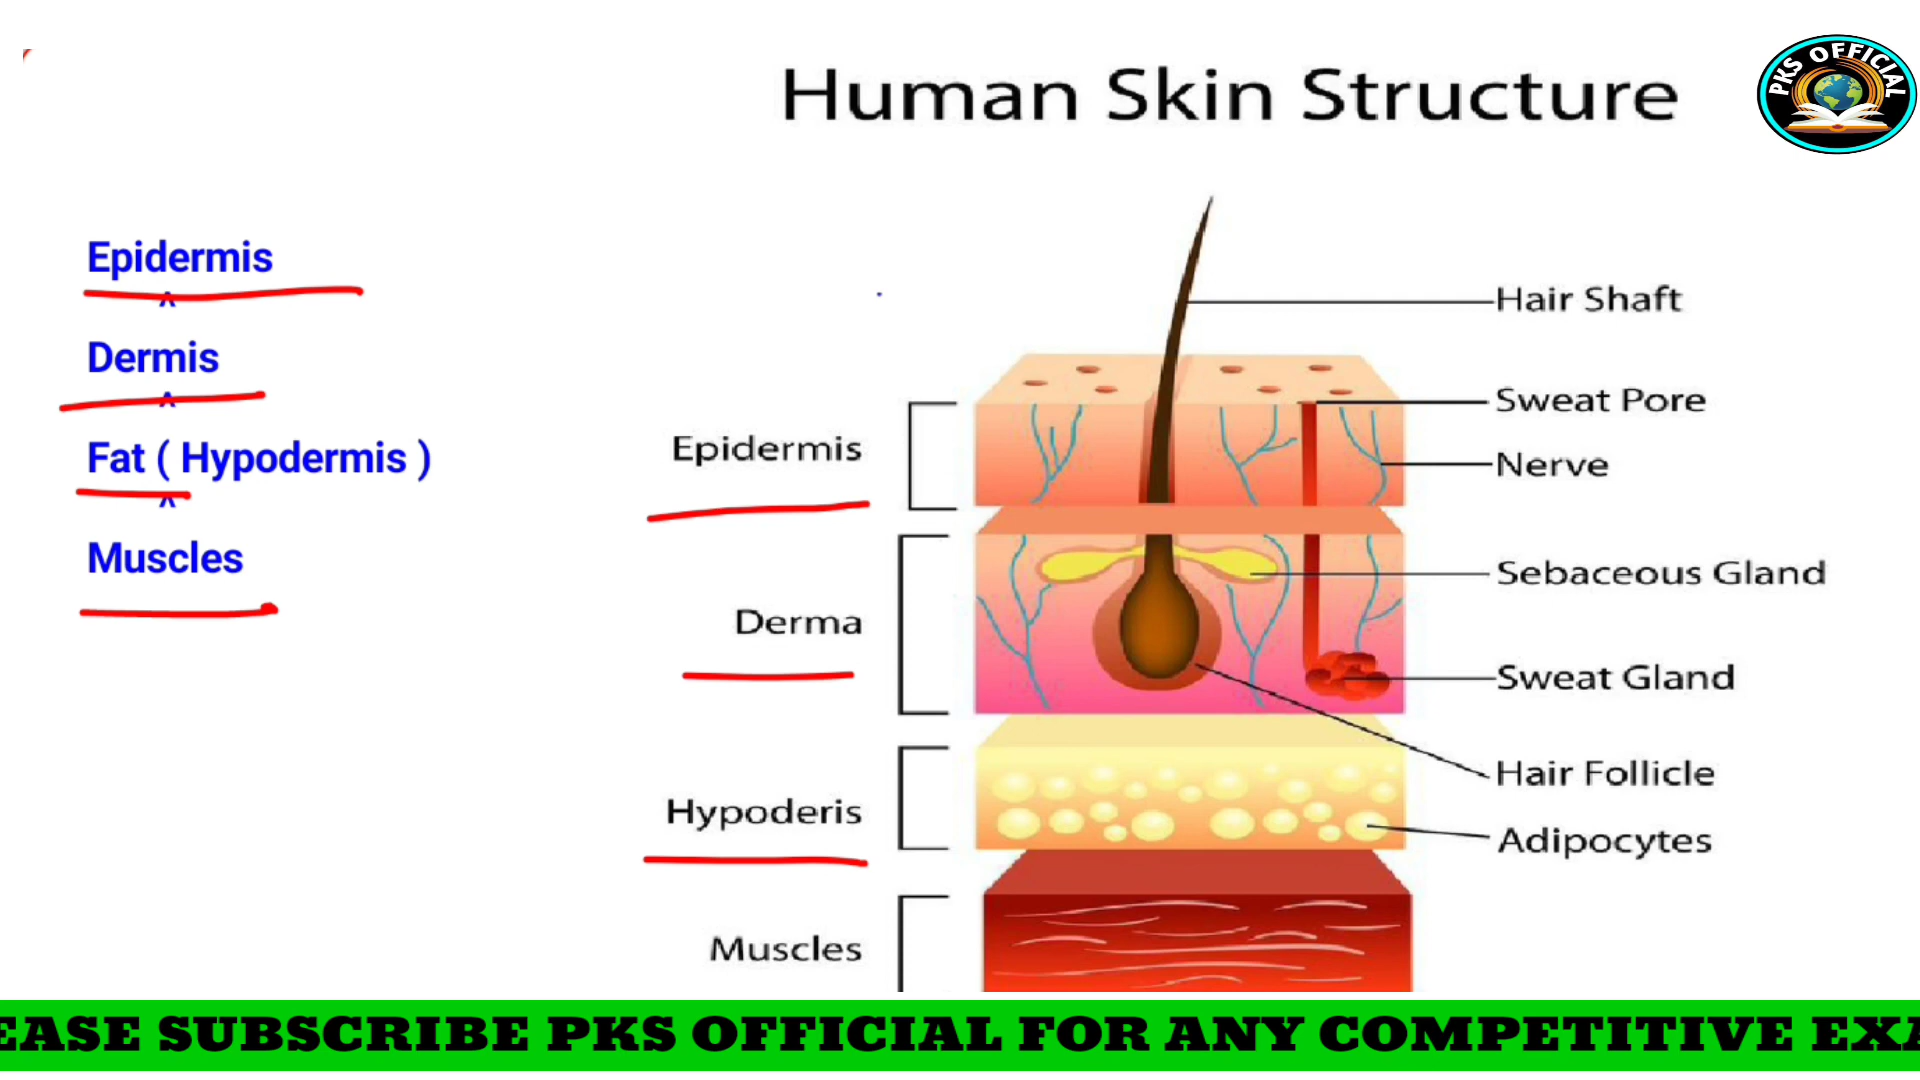 Human Skin Structure
PKS OFFICIAL
Epidermis
^
Dermis
^
Fat ( Hypodermis )
^
Muscles
Hair Shaft
Sweat Pore
Epidermis
Nerve
Sebaceous Gland
Derma
Sweat Gland
Hair Follicle
Hypoderis
Adipocytes
Muscles
EASE SUBSCRIBE PKS OFFICIAL FOR ANY COMPETITIVE EXA